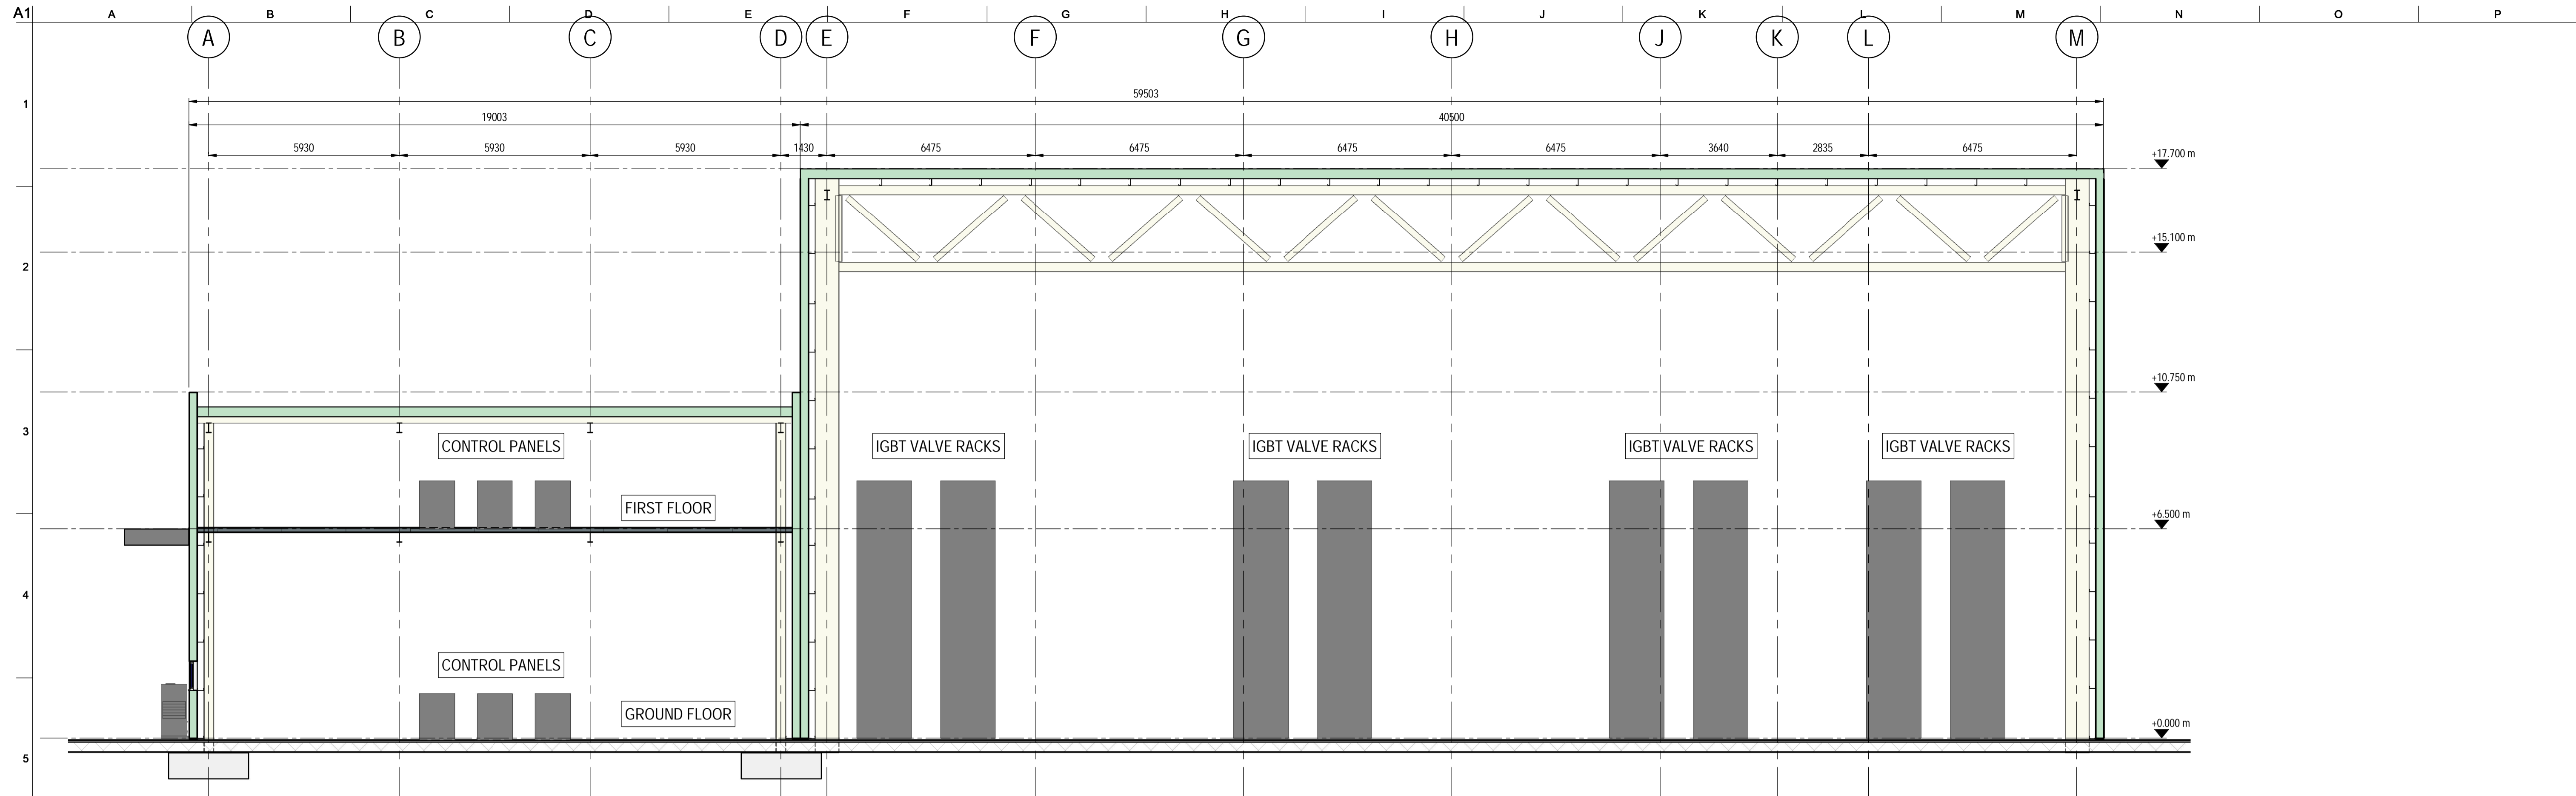 A1 A B C D E F G H I J K L M N O P
A B C D E F G H J K L M
1
59503
19003 40500
5930 5930 5930 1430 6475 6475 6475 6475 3640 2835 6475
+17.700 m
+15.100 m
2
+10.750 m
3
CONTROL PANELS IGBT VALVE RACKS IGBT VALVE RACKS IGBT VALVE RACKS IGBT VALVE RACKS
FIRST FLOOR
+6.500 m
4
CONTROL PANELS
GROUND FLOOR
+0.000 m
5